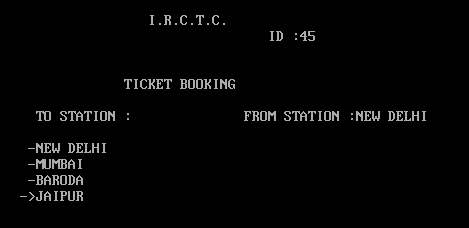 I.R.C.T.C.
ID :45
TICKET BOOKING
TO STATION : FROM STATION :NEW DELHI
-NEW DELHI
-MUMBAI
-BARODA
->JAIPUR